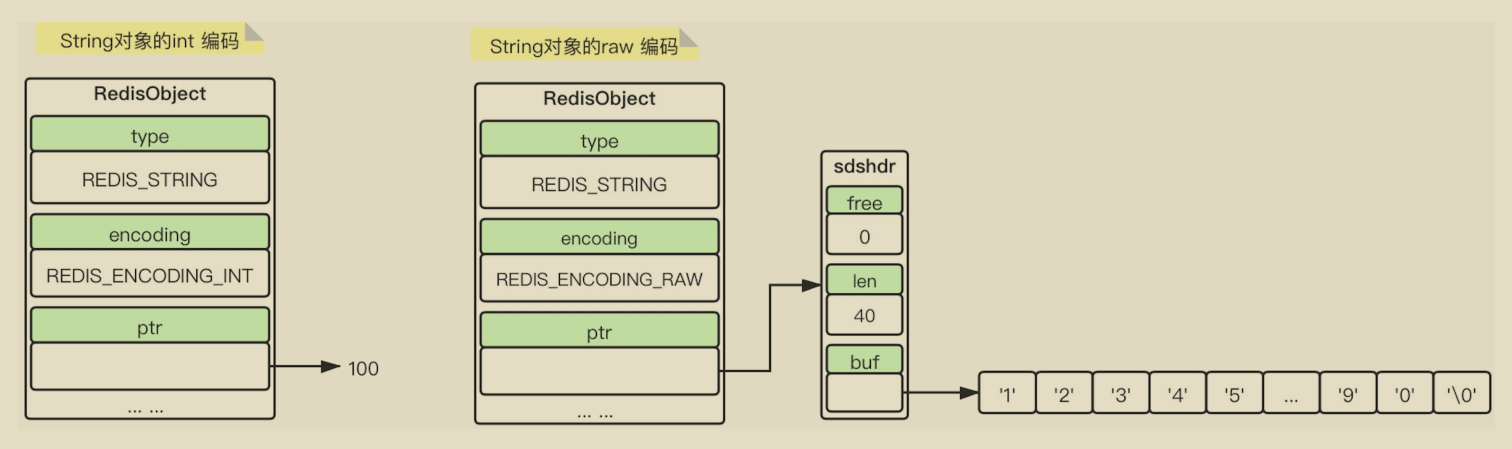 String对象的int 编码
RedisObject
type
REDIS_STRING
encoding
REDIS_ENCODING_INT
ptr
100
... ...
String对象的raw 编码
RedisObject
type
REDIS_STRING
encoding
REDIS_ENCODING_RAW
ptr
... ...
sdshdr
free
0
len
40
buf
'1' '2' '3' '4' '5' ... '9' '0' '\0'